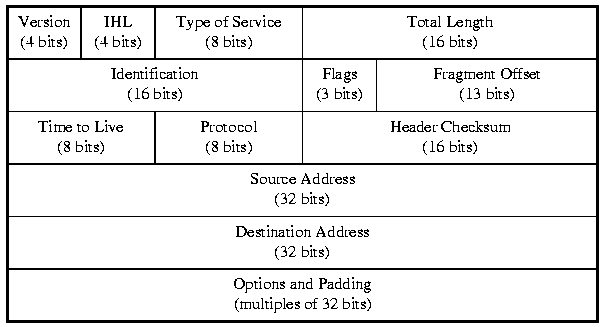 Version IHL Type of Service Total Length
(4 bits) (4 bits) (8 bits) (16 bits)
Identification Flags Fragment Offset
(16 bits) (3 bits) (13 bits)
Time to Live Protocol Header Checksum
(8 bits) (8 bits) (16 bits)
Source Address
(32 bits)
Destination Address
(32 bits)
Options and Padding
(multiples of 32 bits)